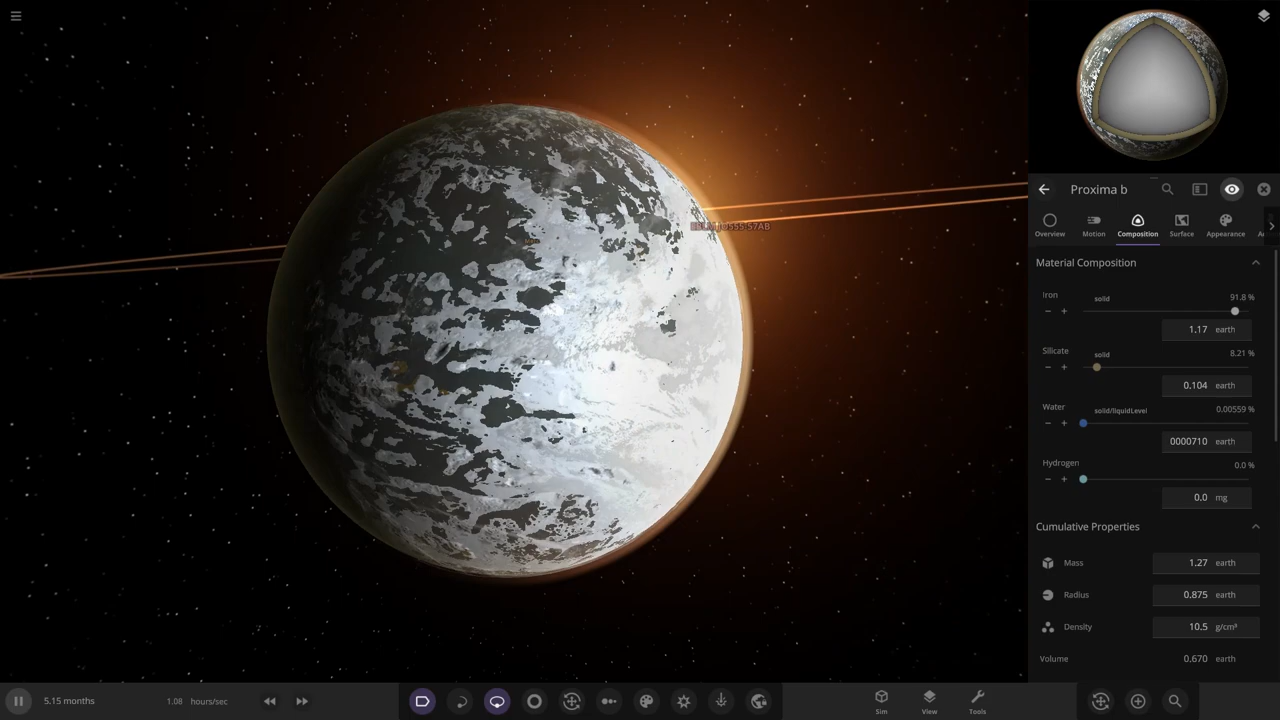 Proxima b
Overview
Motion
Composition
Surface
Appearance
Material Composition
Iron
solid
91.8 %
1.17 earth
Silicate
solid
8.21 %
0.104 earth
Water
solid/liquidLevel
0.00559 %
0000710 earth
Hydrogen
0.0 %
0.0 mg
Cumulative Properties
Mass 1.27 earth
Radius 0.875 earth
Density 10.5 g/cm³
Volume 0.670 earth
5.15 months
1.08 hours/sec
Sim
View
Tools